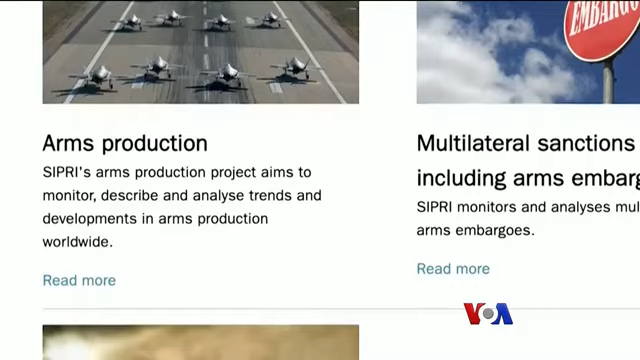 EMBARGO
Arms production
SIPRI's arms production project aims to
monitor, describe and analyse trends and
developments in arms production
worldwide.
Read more
Multilateral sanctions
including arms embarg
SIPRI monitors and analyses mul
arms embargoes.
Read more
VOA